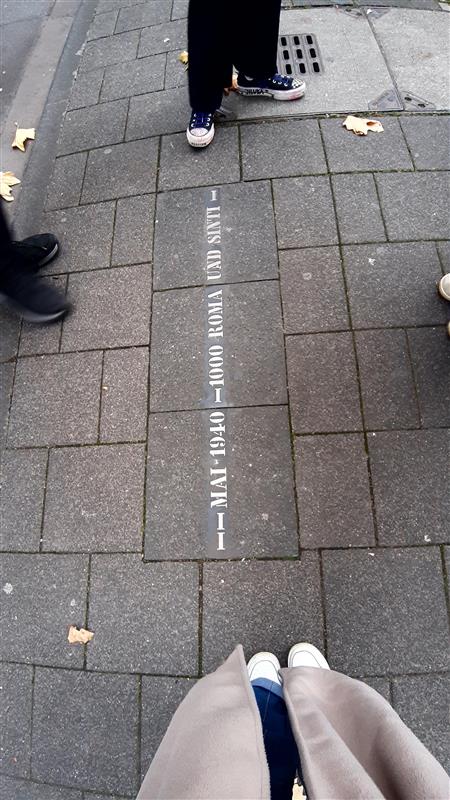 MAI 1940 – 1000 ROMA UND SINTI